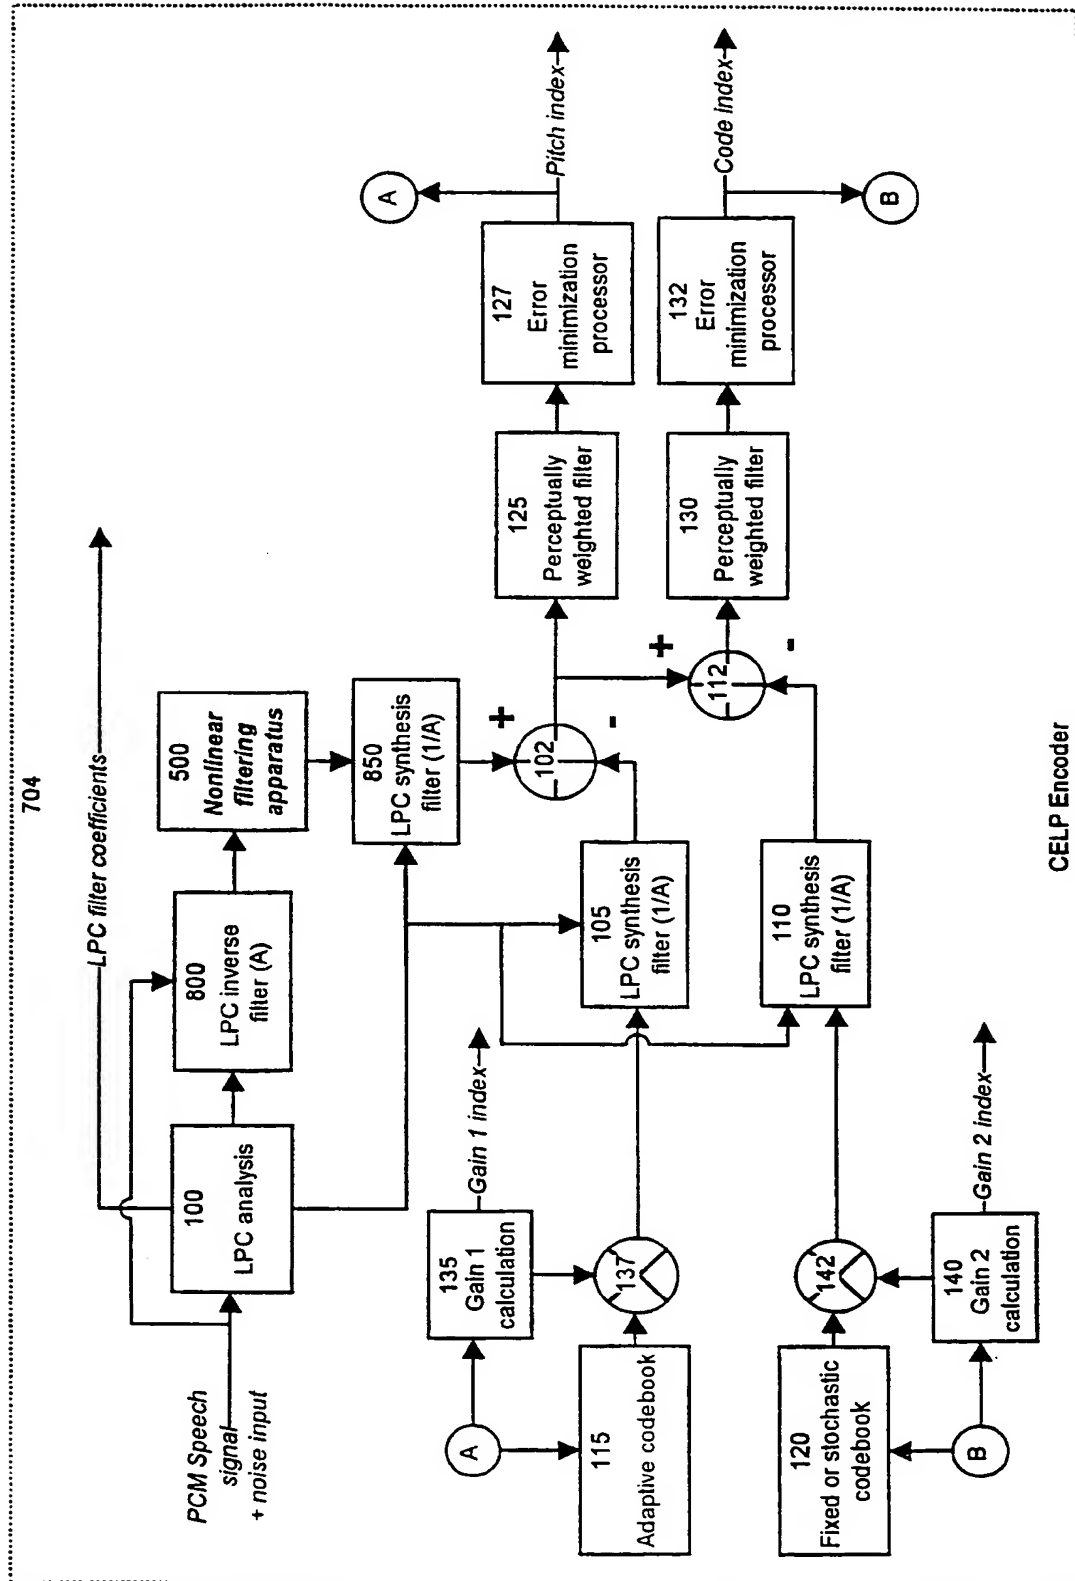 704
LPC filter coefficients
PCM Speech
signal
+ noise input
100
LPC analysis
800
LPC inverse
filter (A)
500
Nonlinear
filtering
apparatus
850
LPC synthesis
filter (1/A)
+
102
-
125
Perceptually
weighted filter
127
Error
minimization
processor
Pitch index
A
A
135
Gain 1
calculation
Gain 1 index
115
Adaptive codebook
137
105
LPC synthesis
filter (1/A)
+
112
-
130
Perceptually
weighted filter
132
Error
minimization
processor
Code index
B
120
Fixed or stochastic
codebook
142
110
LPC synthesis
filter (1/A)
B
140
Gain 2
calculation
Gain 2 index
CELP Encoder